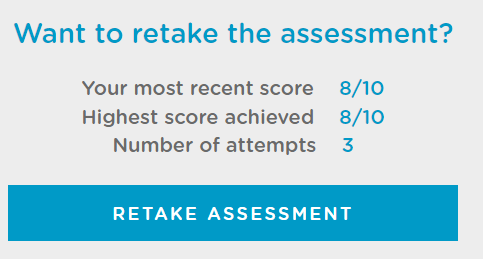 Want to retake the assessment?
Your most recent score 8/10
Highest score achieved 8/10
Number of attempts 3
RETAKE ASSESSMENT